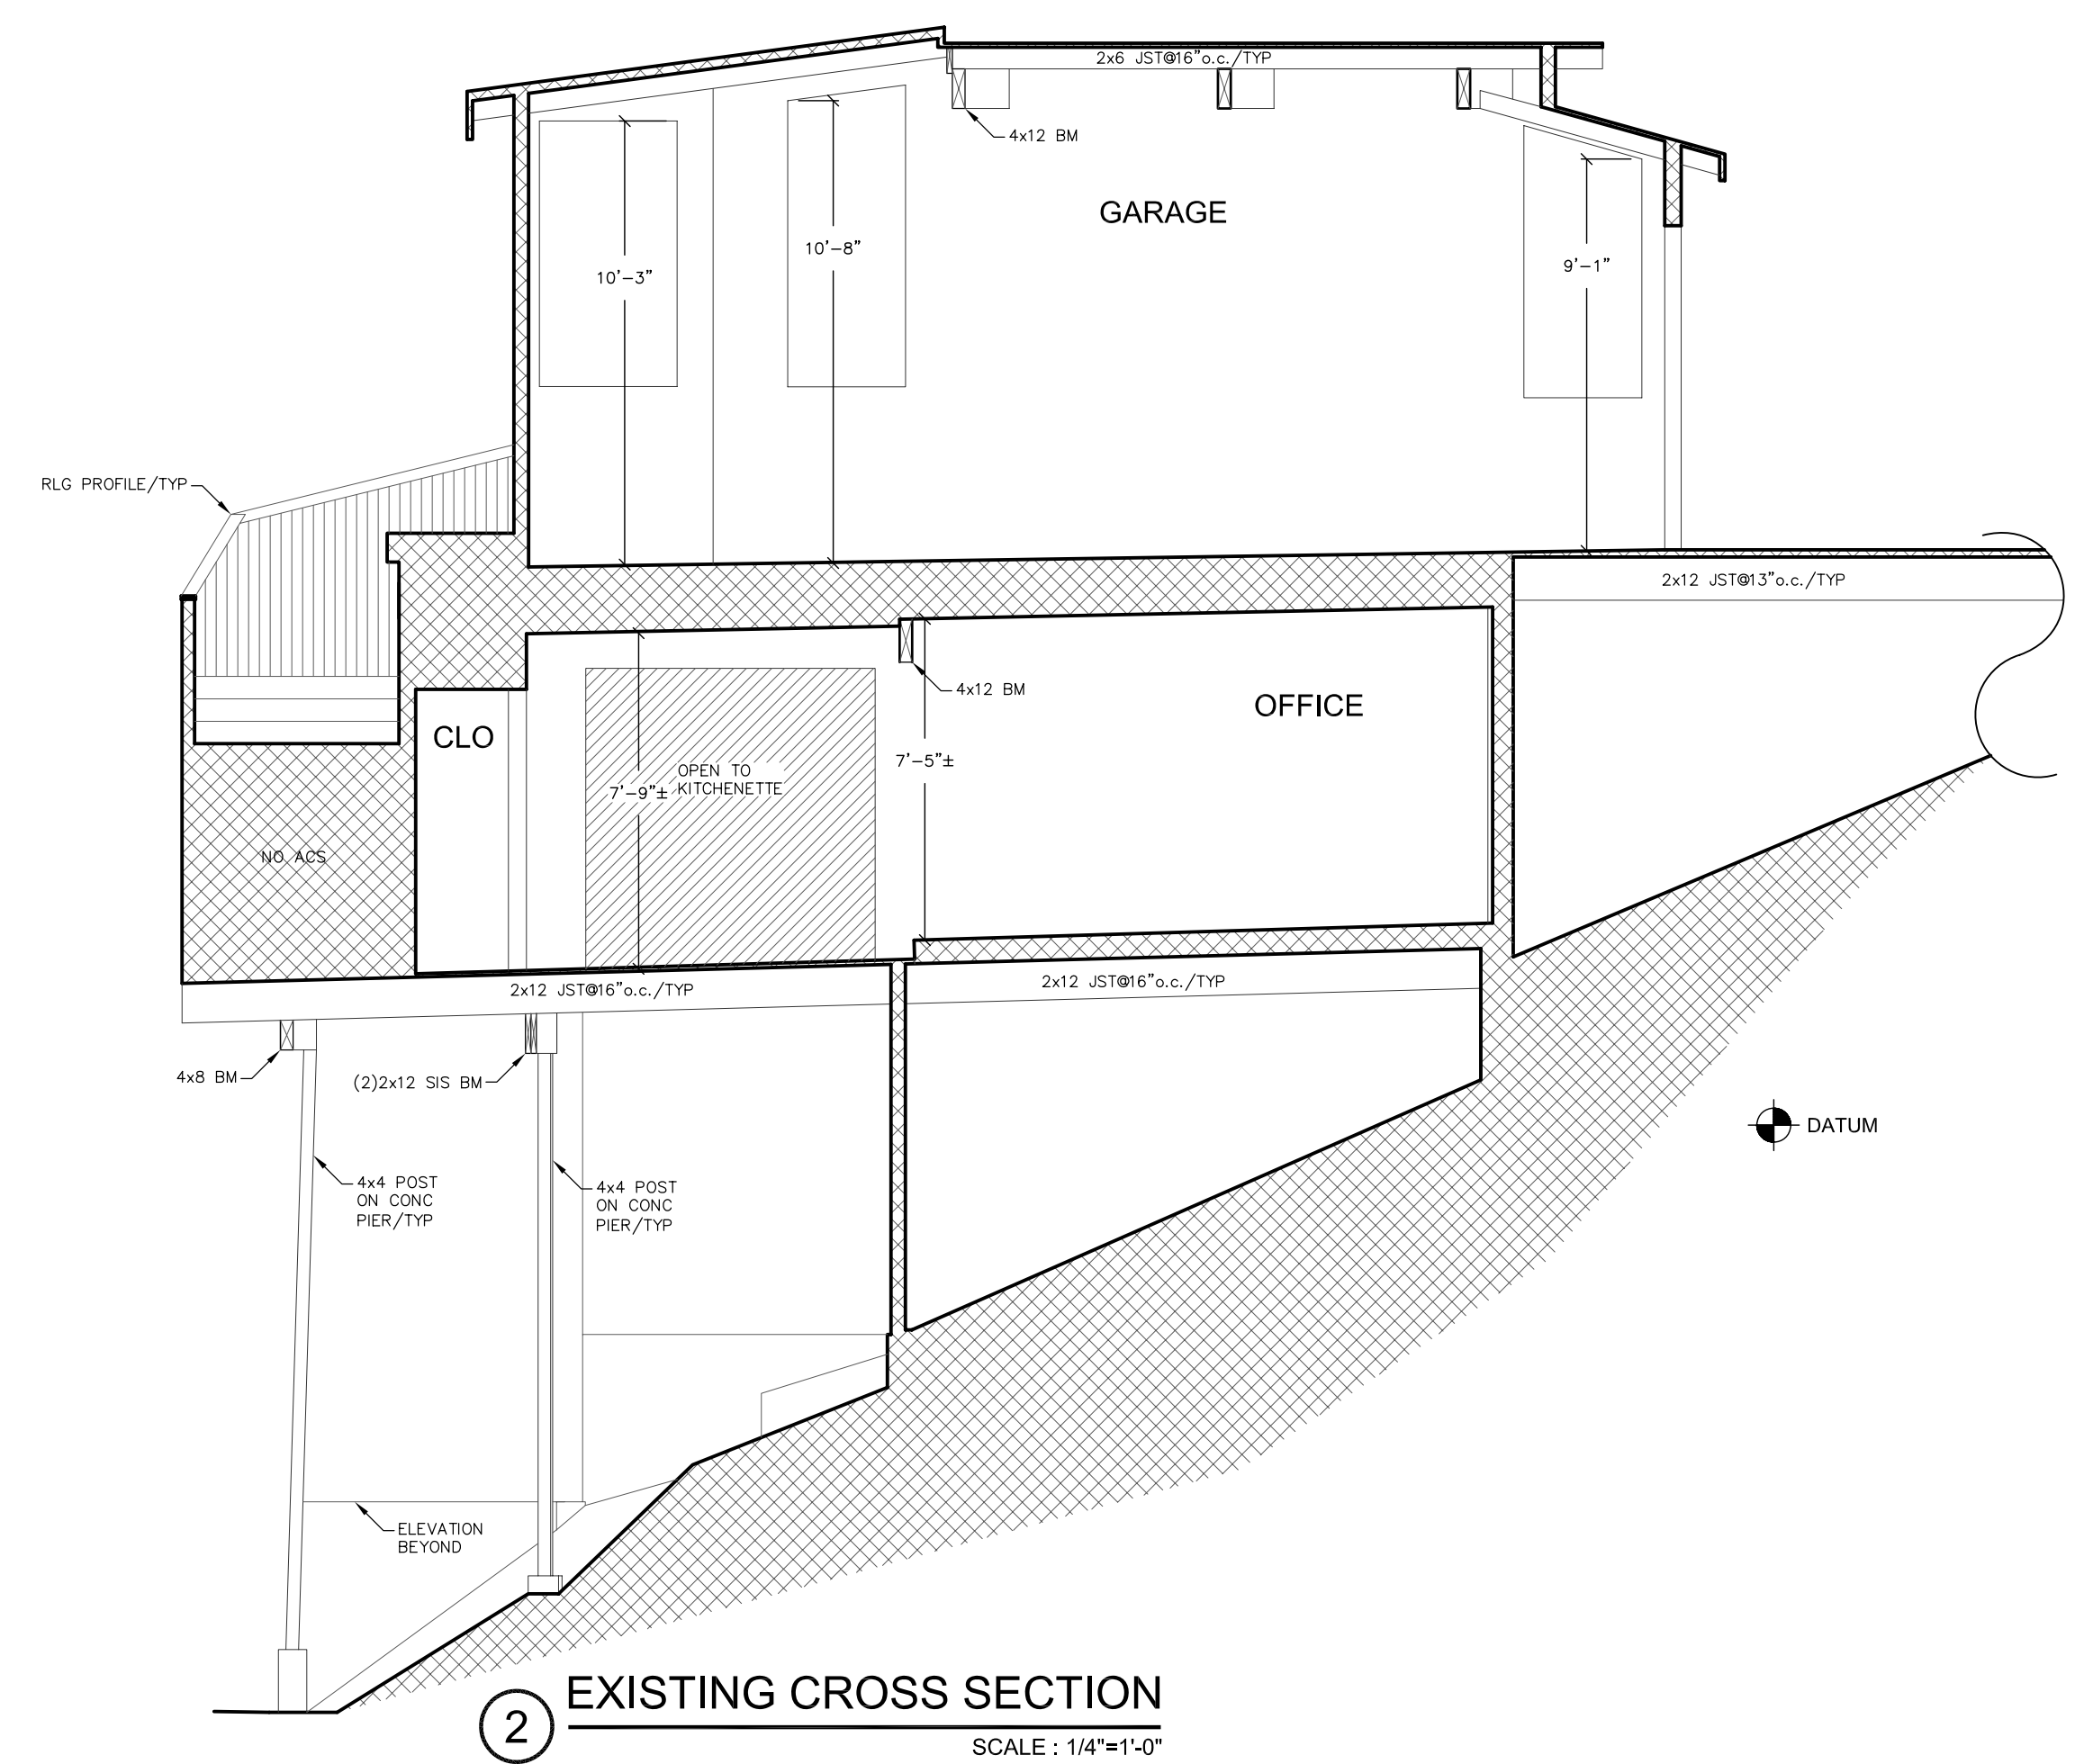 2x6 JST@16"o.c./TYP
4x12 BM
GARAGE
10'-3"
10'-8"
9'-1"
RLG PROFILE/TYP
2x12 JST@13"o.c./TYP
4x12 BM
OFFICE
CLO
7'-5"±
OPEN TO
KITCHENETTE
7'-9"±
NO ACS
2x12 JST@16"o.c./TYP
2x12 JST@16"o.c./TYP
4x8 BM
(2)2x12 SIS BM
DATUM
4x4 POST
ON CONC
PIER/TYP
4x4 POST
ON CONC
PIER/TYP
ELEVATION
BEYOND
2
EXISTING CROSS SECTION
SCALE : 1/4"=1'-0"